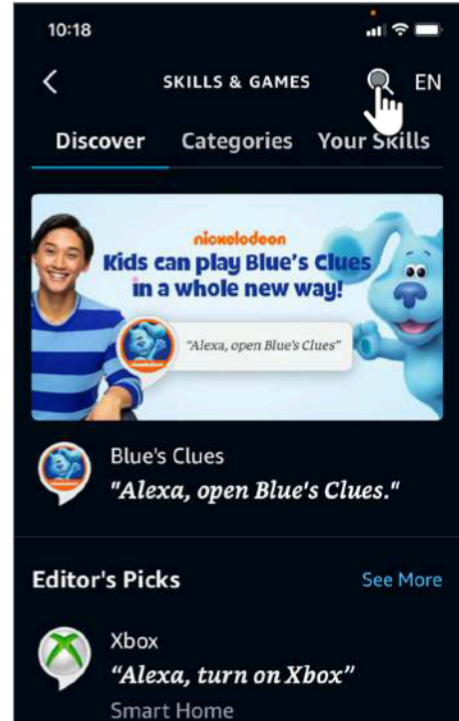 10:18
SKILLS & GAMES
EN
Discover
Categories
Your Skills
nickelodeon
Kids can play Blue's Clues
in a whole new way!
"Alexa, open Blue's Clues"
Blue's Clues
"Alexa, open Blue's Clues."
Editor's Picks
See More
Xbox
“Alexa, turn on Xbox”
Smart Home